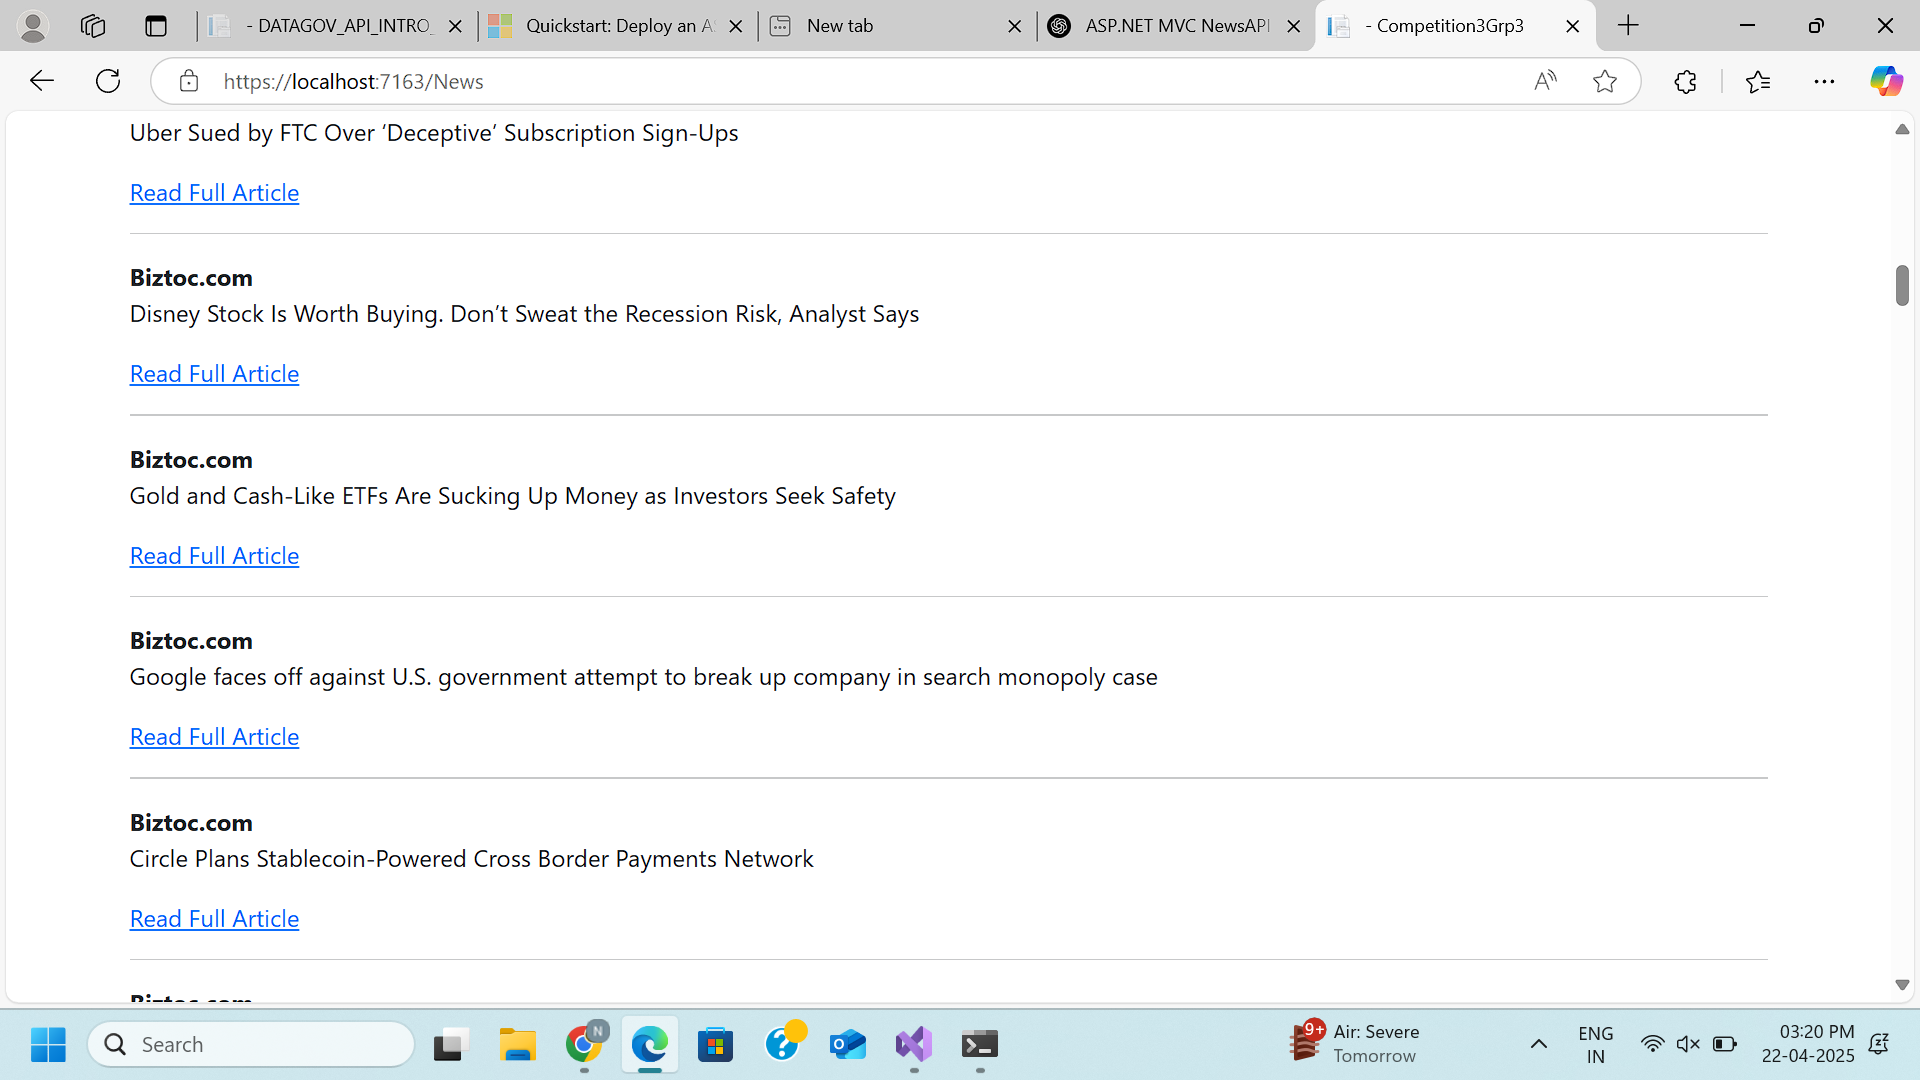 - DATAGOV_API_INTRO_
Quickstart: Deploy an A
New tab
ASP.NET MVC NewsAPI
- Competition3Grp3
https://localhost:7163/News
Uber Sued by FTC Over ‘Deceptive’ Subscription Sign-Ups
Read Full Article
Biztoc.com
Disney Stock Is Worth Buying. Don’t Sweat the Recession Risk, Analyst Says
Read Full Article
Biztoc.com
Gold and Cash-Like ETFs Are Sucking Up Money as Investors Seek Safety
Read Full Article
Biztoc.com
Google faces off against U.S. government attempt to break up company in search monopoly case
Read Full Article
Biztoc.com
Circle Plans Stablecoin-Powered Cross Border Payments Network
Read Full Article
Biztoc.com
Search
N
9+
Air: Severe
Tomorrow
ENG
IN
03:20 PM
22-04-2025